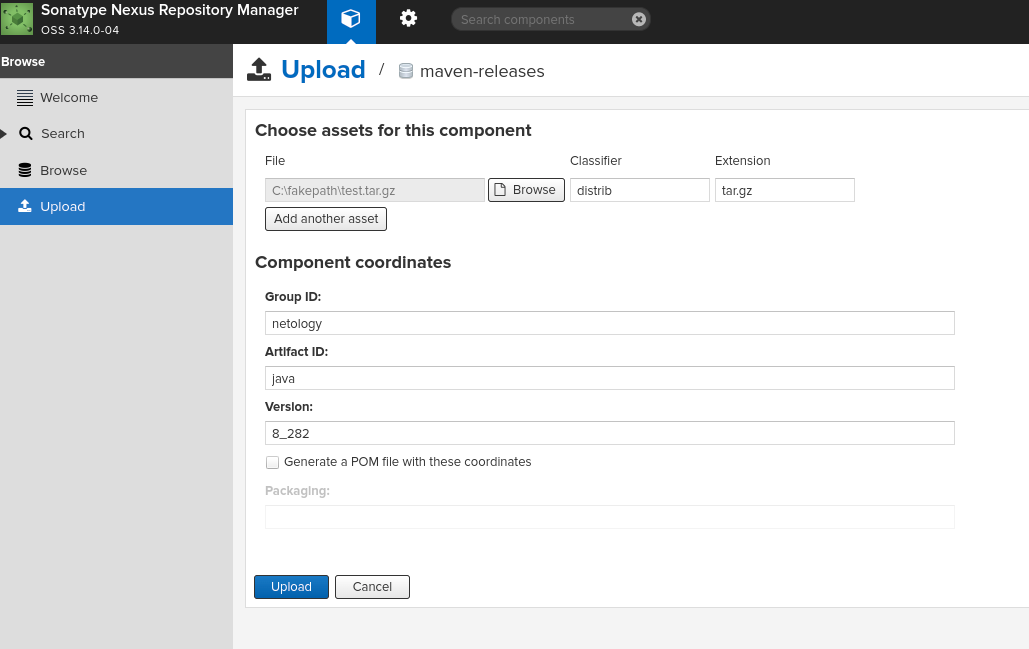 Sonatype Nexus Repository Manager
OSS 3.14.0-04
Search components
Browse
Upload / maven-releases
Welcome
Search
Browse
Upload
Choose assets for this component
File Classifier Extension
C:\fakepath\test.tar.gz Browse distrib tar.gz
Add another asset
Component coordinates
Group ID:
netology
Artifact ID:
java
Version:
8_282
Generate a POM file with these coordinates
Packaging:
Upload Cancel